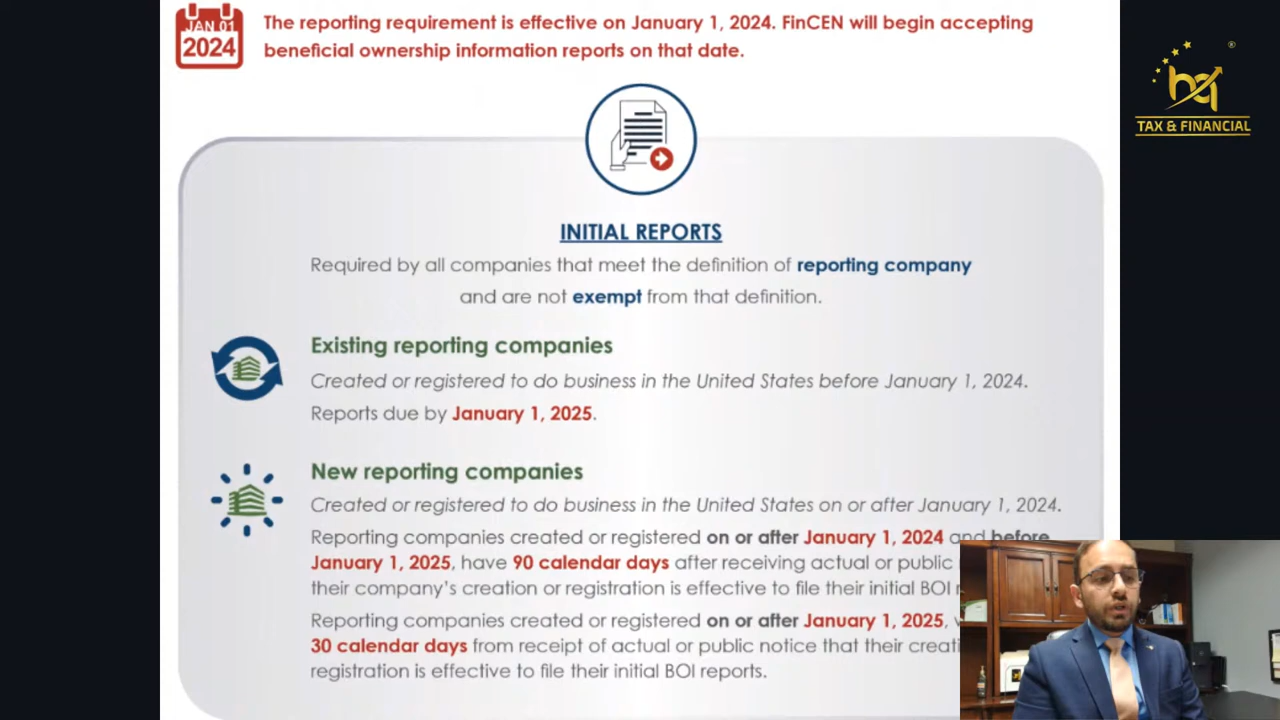 JAN 01
2024
The reporting requirement is effective on January 1, 2024. FinCEN will begin accepting
beneficial ownership information reports on that date.
®
TAX & FINANCIAL
INITIAL REPORTS
Required by all companies that meet the definition of reporting company
and are not exempt from that definition.
Existing reporting companies
Created or registered to do business in the United States before January 1, 2024.
Reports due by January 1, 2025.
New reporting companies
Created or registered to do business in the United States on or after January 1, 2024.
Reporting companies created or registered on or after January 1, 2024 and before
January 1, 2025, have 90 calendar days after receiving actual or public
their company's creation or registration is effective to file their initial BOI
Reporting companies created or registered on or after January 1, 2025,
30 calendar days from receipt of actual or public notice that their
registration is effective to file their initial BOI reports.